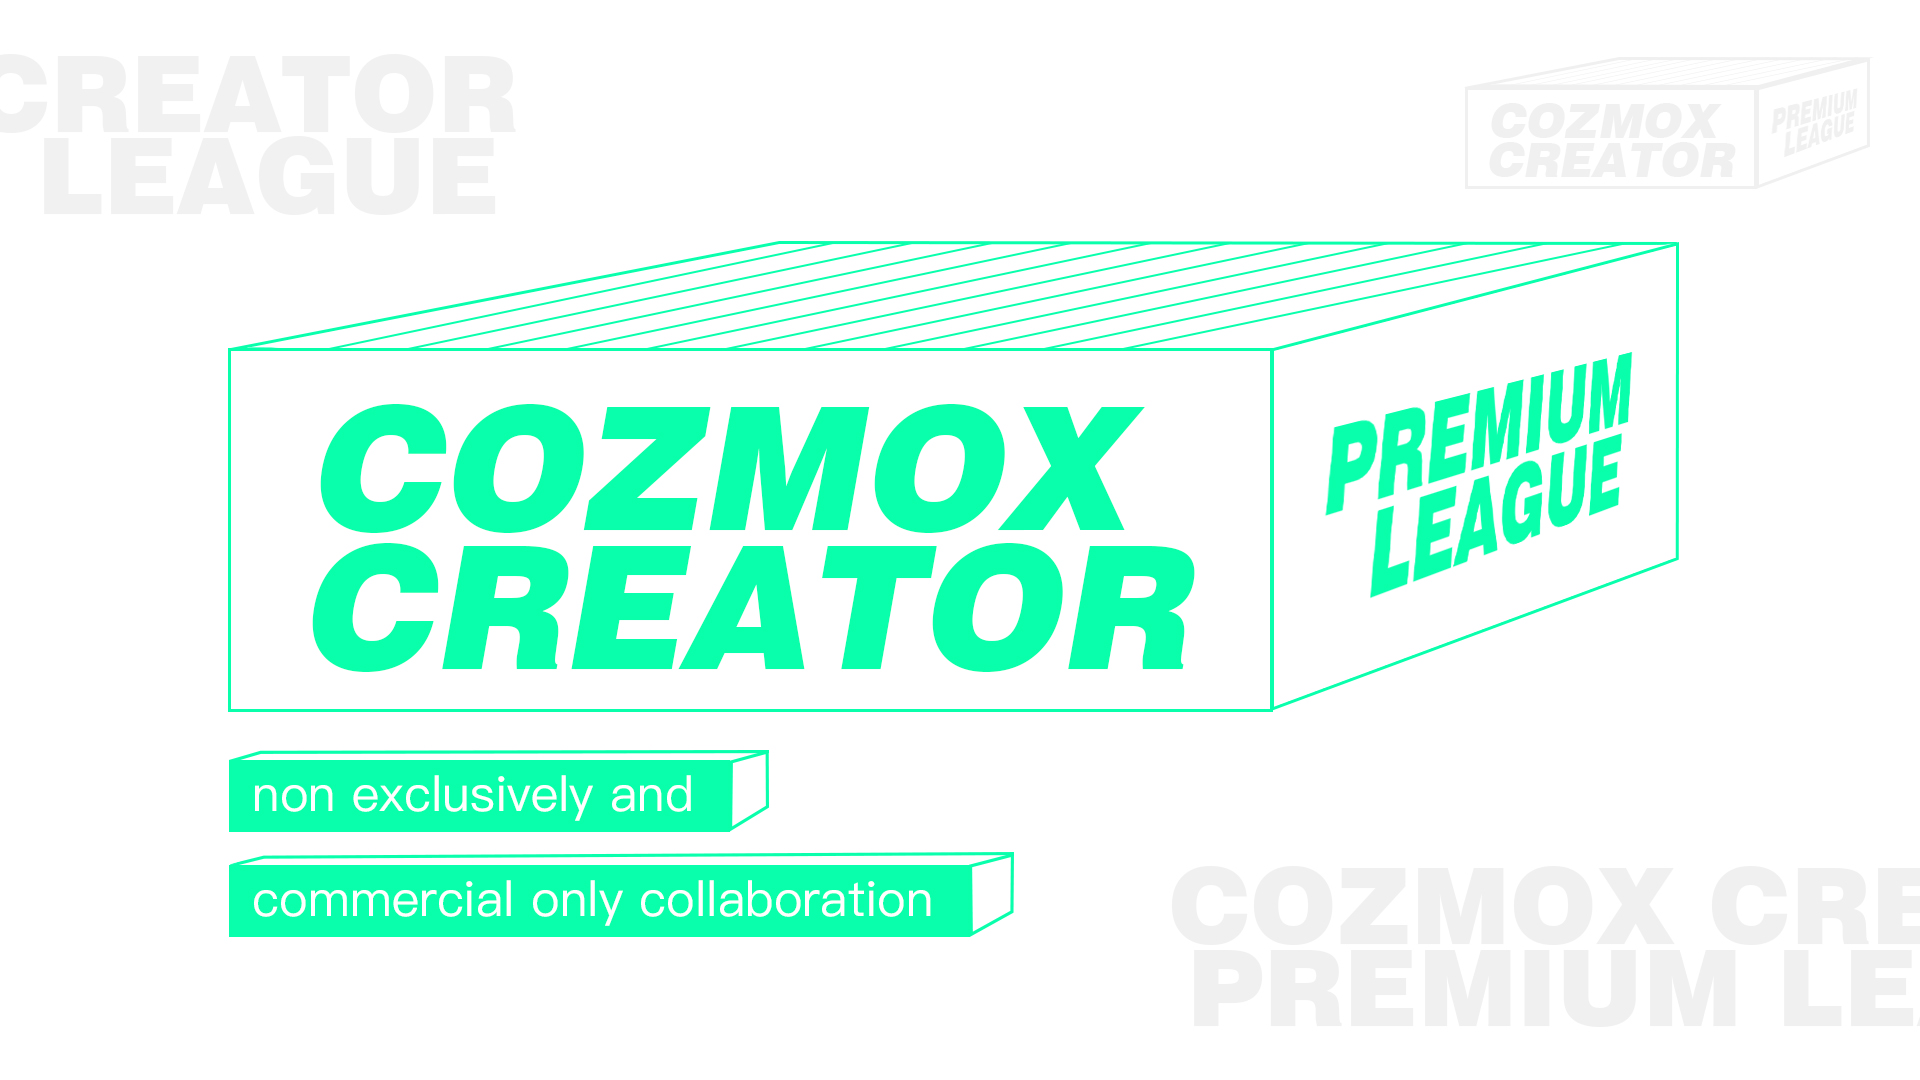 CREATOR
LEAGUE
COZMOX
CREATOR
PREMIUM
LEAGUE
COZMOX
CREATOR
PREMIUM
LEAGUE
non exclusively and
commercial only collaboration
COZMOX CRE
PREMIUM LEA